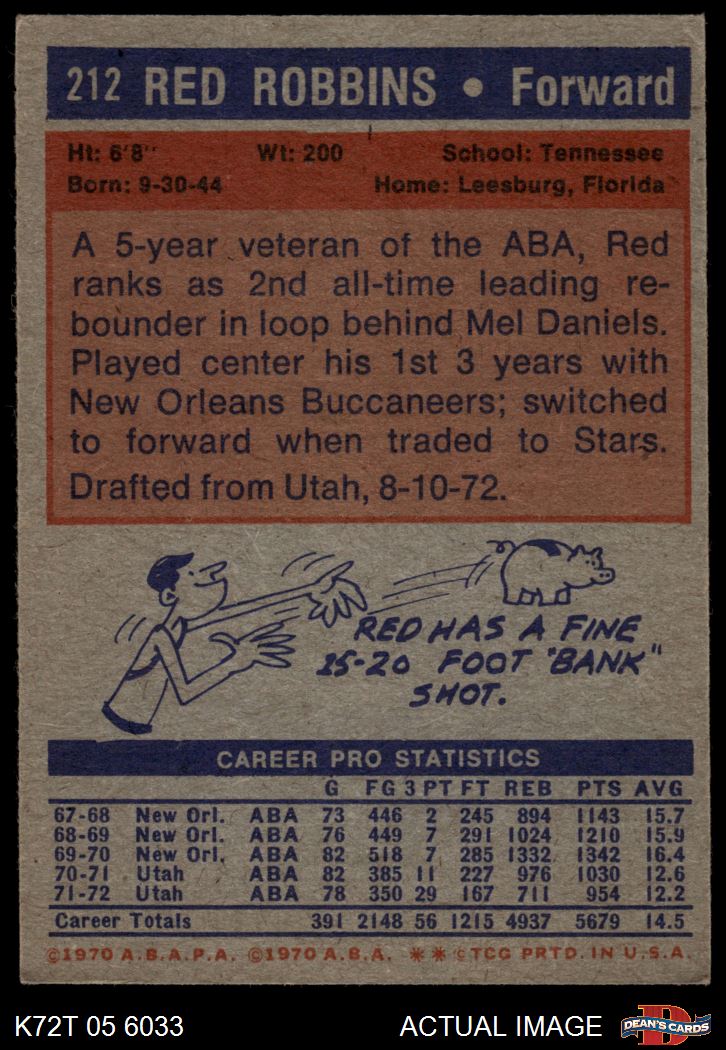 212 RED ROBBINS • Forward
Ht: 6'8" Wt: 200 School: Tennessee
Born: 9-30-44 Home: Leesburg, Florida
A 5-year veteran of the ABA, Red
ranks as 2nd all-time leading re-
bounder in loop behind Mel Daniels.
Played center his 1st 3 years with
New Orleans Buccaneers; switched
to forward when traded to Stars.
Drafted from Utah, 8-10-72.
RED HAS A FINE
15-20 FOOT "BANK"
SHOT.
CAREER PRO STATISTICS
G FG 3 PT FT REB PTS AVG
67-68 New Orl. ABA 73 446 2 245 894 1143 15.7
68-69 New Orl. ABA 76 449 7 291 1024 1210 15.9
69-70 New Orl. ABA 82 518 7 285 1332 1342 16.4
70-71 Utah ABA 82 385 11 227 976 1030 12.6
71-72 Utah ABA 78 350 29 167 711 954 12.2
Career Totals 391 2148 56 1215 4937 5679 14.5
©1970 A.B.A.P.A. ©1970 A.B.A. ** ©TCG PRTD. IN U.S.A.
K72T 05 6033 ACTUAL IMAGE D DEAN'S CARDS